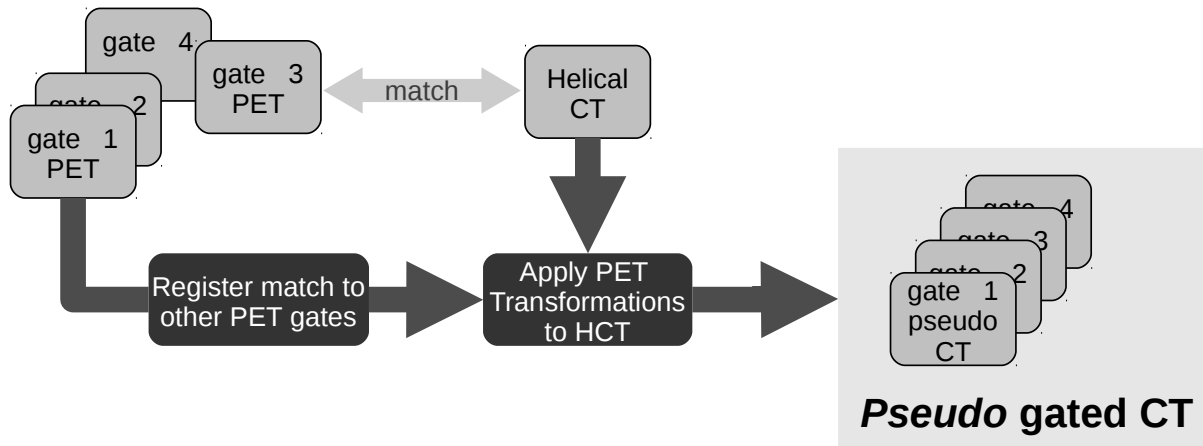 gate 4
gate 3
PET
gate 2
gate 1
PET
match
Helical
CT
Register match to
other PET gates
Apply PET
Transformations
to HCT
gate 4
gate 3
gate 2
gate 1
pseudo
CT
Pseudo gated CT